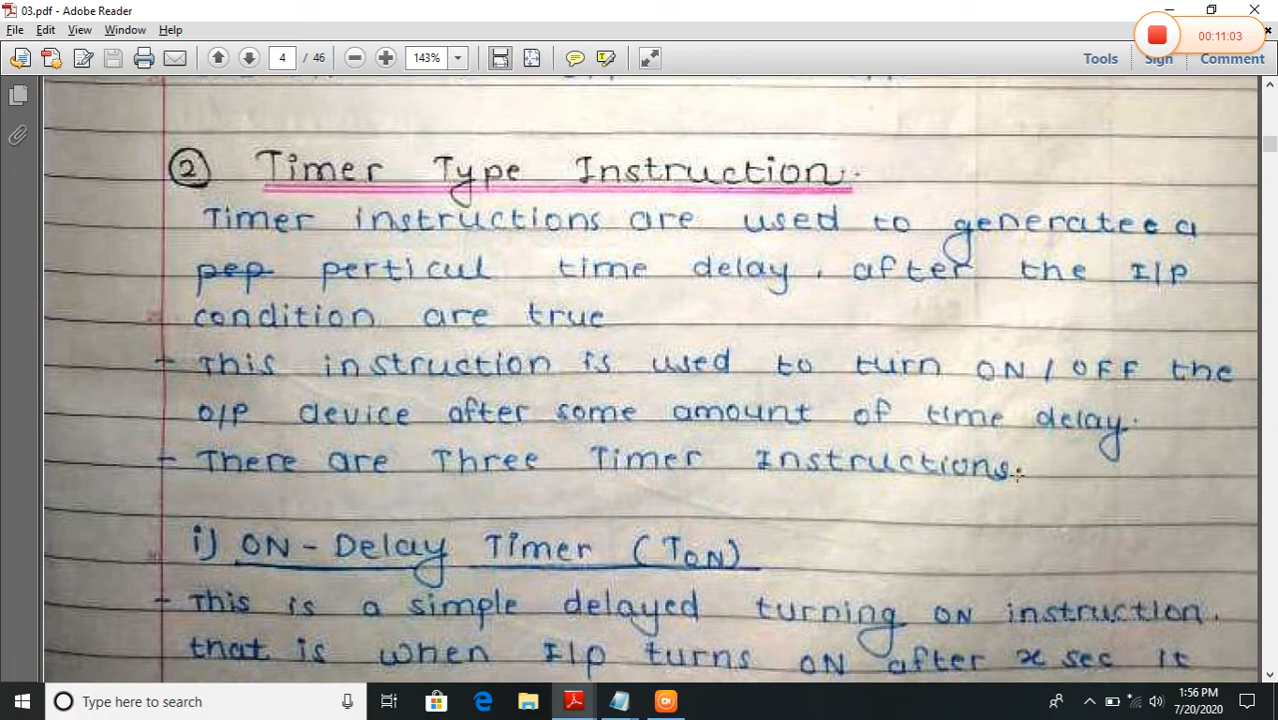 03.pdf - Adobe Reader
File Edit View Window Help
00:11:03
4 / 46 143% Tools Sign Comment
② Timer Type Instruction.
Timer instructions are used to generatee a
pep perticul time delay. after the I/P
condition are true
- This instruction is used to turn ON / OFF the
O/P device after some amount of time delay.
- There are Three Timer Instructions.
i) ON - Delay Timer (TON)
- This is a simple delayed turning ON instruction.
that is when I/p turns ON after x sec It
Type here to search
1:56 PM
7/20/2020